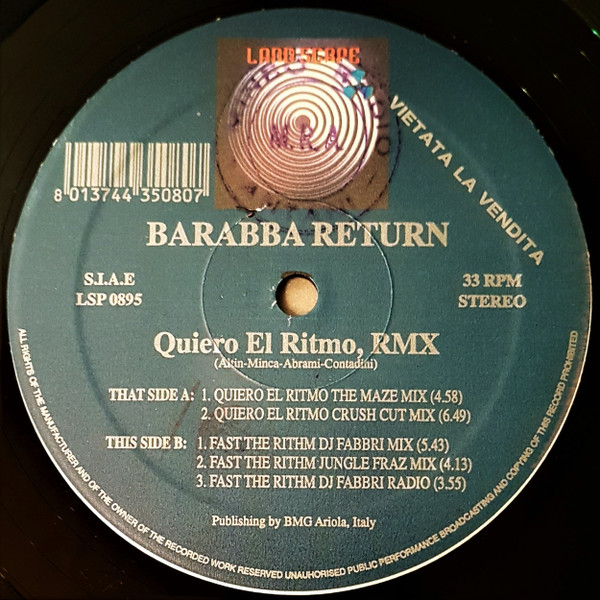 LANDSCAPE
M.R.A.
VIETATA LA VENDITA
8 013744 350807
BARABBA RETURN
S.I.A.E
LSP 0895
33 RPM
STEREO
Quiero El Ritmo, RMX
(Altin-Minca-Abrami-Contadini)
THAT SIDE A: 1. QUIERO EL RITMO THE MAZE MIX (4.58)
2. QUIERO EL RITMO CRUSH CUT MIX (6.49)
THIS SIDE B: 1. FAST THE RITHM DJ FABBRI MIX (5.43)
2. FAST THE RITHM JUNGLE FRAZ MIX (4.13)
3. FAST THE RITHM DJ FABBRI RADIO (3.55)
Publishing by BMG Ariola, Italy
ALL RIGHTS OF THE MANUFACTURER AND OF THE OWNER OF THE RECORDED WORK RESERVED UNAUHORISED PUBLIC PERFORMANCE BROADCASTING AND COPYING OF THIS RECORD PROHIBITED